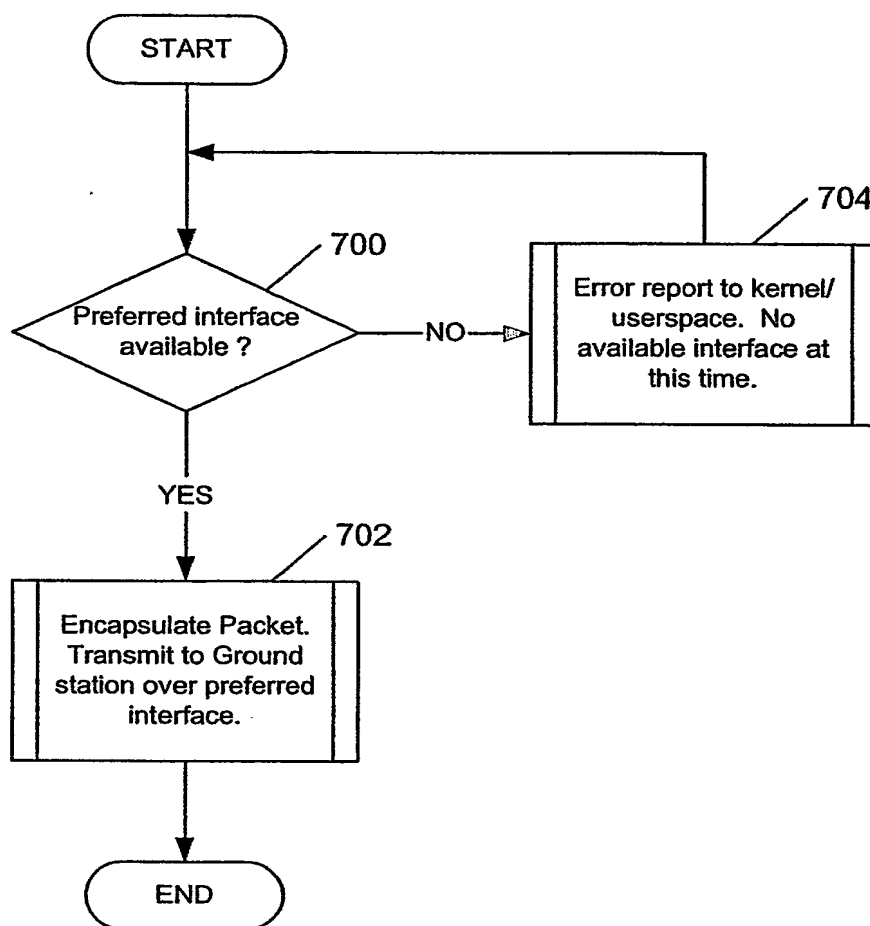 START
700
704
Preferred interface
available ?
NO
Error report to kernel/
userspace.  No
available interface at
this time.
YES
702
Encapsulate Packet.
Transmit to Ground
station over preferred
interface.
END